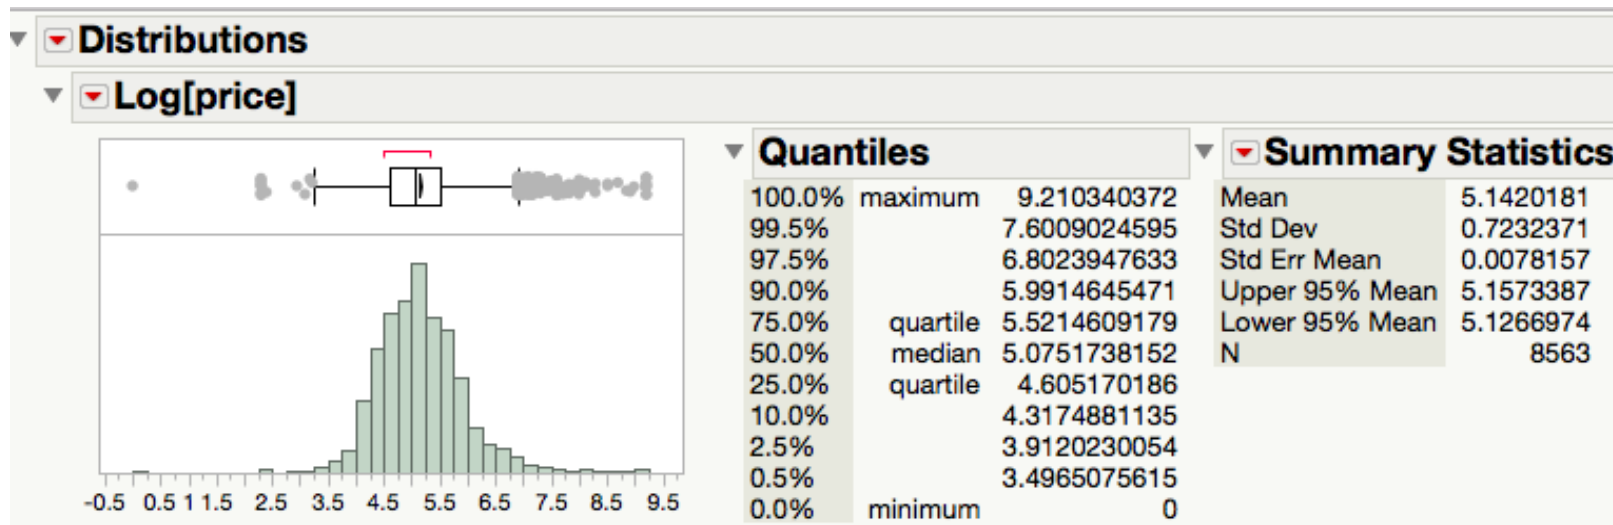 Distributions
Log[price]
-0.5 0.5 1 1.5 2.5 3.5 4.5 5.5 6.5 7.5 8.5 9.5
Quantiles
100.0% maximum 9.210340372
99.5% 7.6009024595
97.5% 6.8023947633
90.0% 5.9914645471
75.0% quartile 5.5214609179
50.0% median 5.0751738152
25.0% quartile 4.605170186
10.0% 4.3174881135
2.5% 3.9120230054
0.5% 3.4965075615
0.0% minimum 0
Summary Statistics
Mean 5.1420181
Std Dev 0.7232371
Std Err Mean 0.0078157
Upper 95% Mean 5.1573387
Lower 95% Mean 5.1266974
N 8563